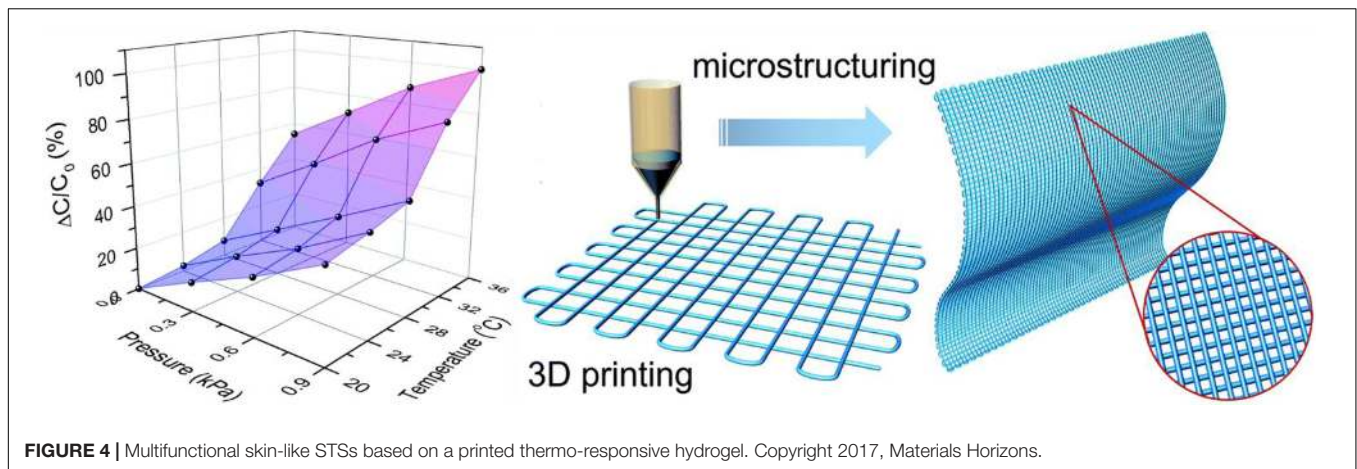 microstructuring
100
80
60
40
20
0
ΔC/C₀ (%)
0.0
0.3
0.6
0.9
Pressure (kPa)
20
24
28
32
36
Temperature (°C)
3D printing
FIGURE 4 | Multifunctional skin-like STSs based on a printed thermo-responsive hydrogel. Copyright 2017, Materials Horizons.